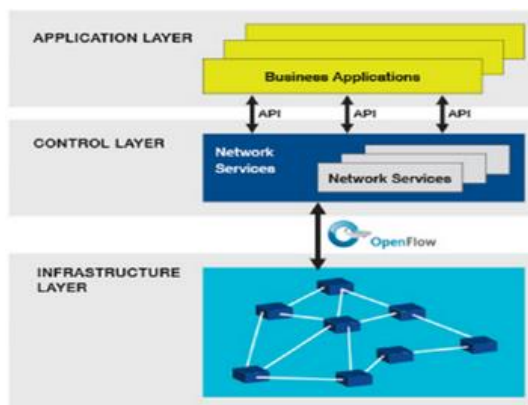 APPLICATION LAYER
Business Applications
API
API
API
CONTROL LAYER
Network
Services
Network Services
OpenFlow
INFRASTRUCTURE
LAYER